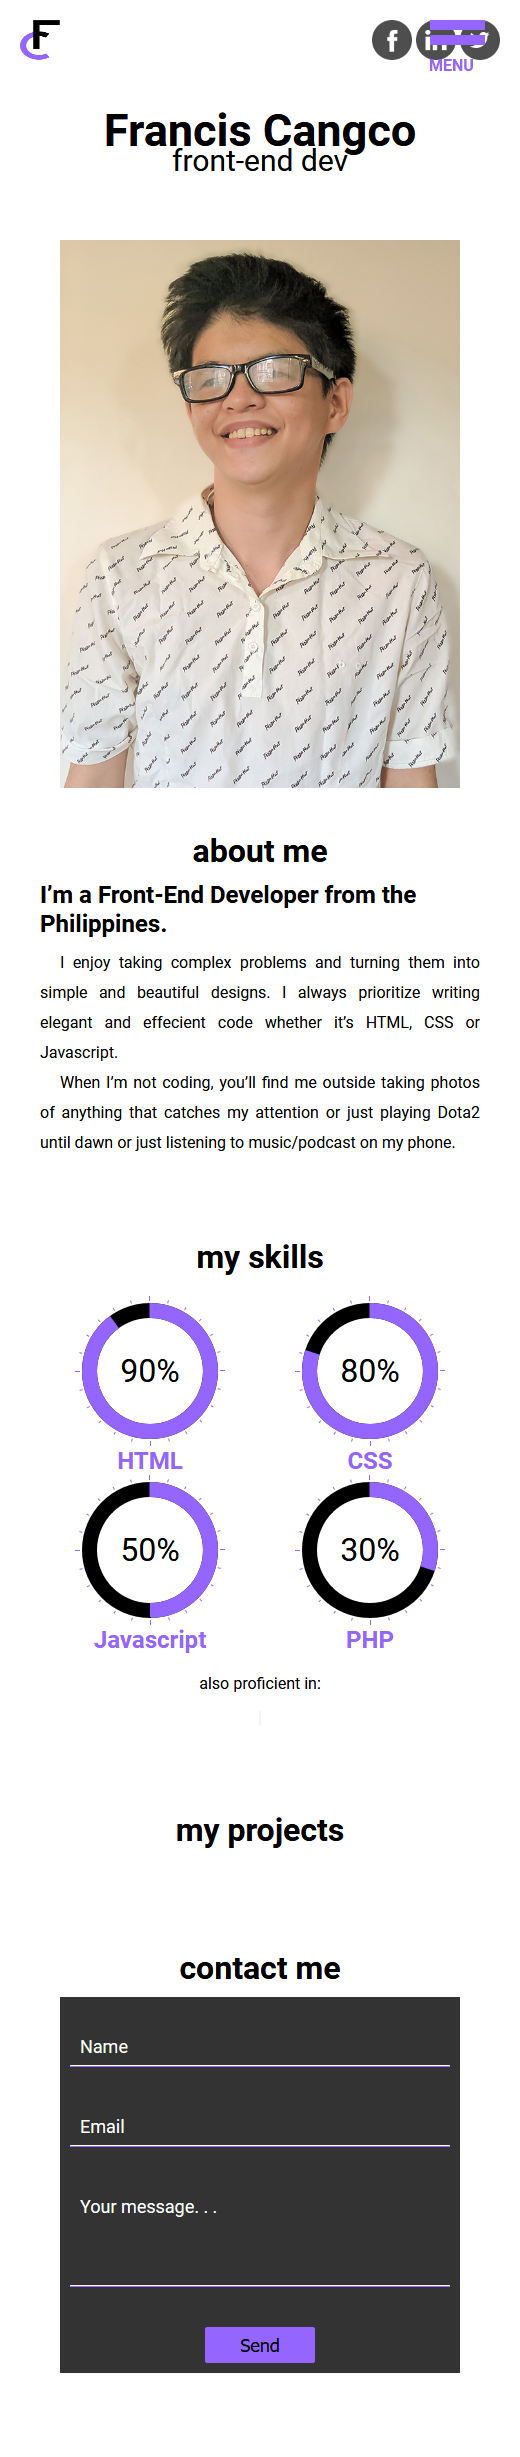 MENU
Francis Cangco
front-end dev
about me
I’m a Front-End Developer from the
Philippines.
I enjoy taking complex problems and turning them into
simple and beautiful designs. I always prioritize writing
elegant and effecient code whether it’s HTML, CSS or
Javascript.
When I’m not coding, you’ll find me outside taking photos
of anything that catches my attention or just playing Dota2
until dawn or just listening to music/podcast on my phone.
my skills
90%
80%
HTML
CSS
50%
30%
Javascript
PHP
also proficient in:
my projects
contact me
Name
Email
Your message. . .
Send